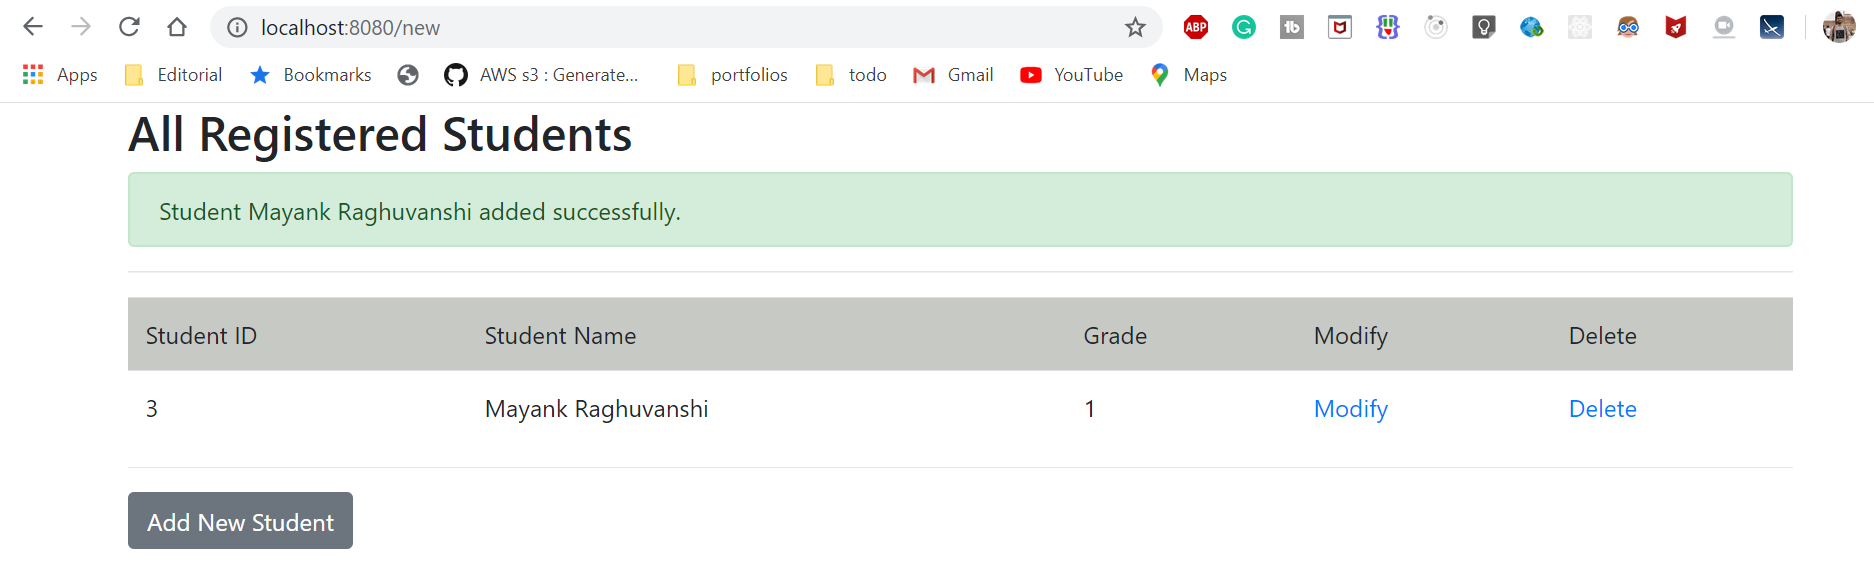 localhost:8080/new
ABP
Apps Editorial Bookmarks AWS s3 : Generate... portfolios todo Gmail YouTube Maps
All Registered Students
Student Mayank Raghuvanshi added successfully.
Student ID Student Name Grade Modify Delete
3 Mayank Raghuvanshi 1 Modify Delete
Add New Student